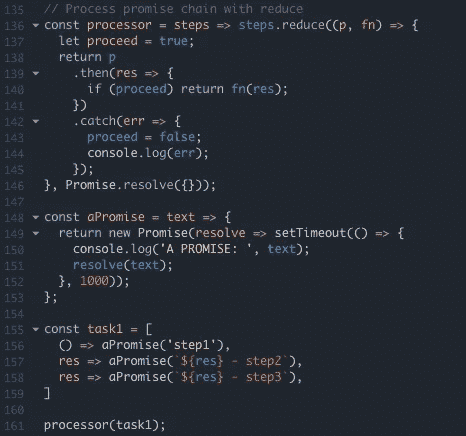 135 // Process promise chain with reduce
136 const processor = steps => steps.reduce((p, fn) => {
137 let proceed = true;
138 return p
139 .then(res => {
140 if (proceed) return fn(res);
141 })
142 .catch(err => {
143 proceed = false;
144 console.log(err);
145 });
146 }, Promise.resolve({}));
147
148 const aPromise = text => {
149 return new Promise(resolve => setTimeout(() => {
150 console.log('A PROMISE: ', text);
151 resolve(text);
152 }, 1000));
153 };
154
155 const task1 = [
156 () => aPromise('step1'),
157 res => aPromise(`${res} - step2`),
158 res => aPromise(`${res} - step3`),
159 ]
160
161 processor(task1);